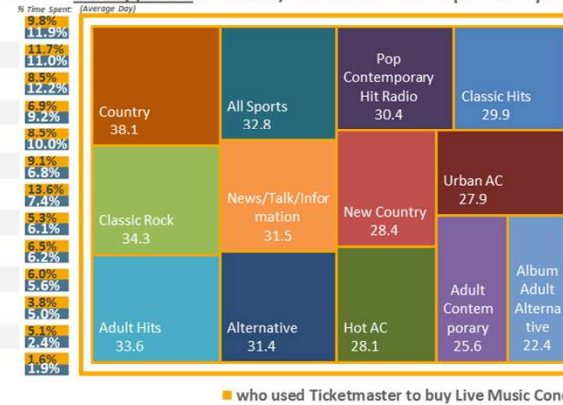 % Time Spent: (Average Day)
9.8%
11.9%
11.7%
11.0%
8.5%
12.2%
6.9%
9.2%
8.5%
10.0%
9.1%
6.8%
13.6%
7.4%
5.3%
6.1%
6.5%
6.2%
6.0%
5.6%
3.8%
5.0%
5.1%
2.4%
1.6%
1.9%
Country
38.1
All Sports
32.8
Pop
Contemporary
Hit Radio
30.4
Classic Hits
29.9
Classic Rock
34.3
News/Talk/Infor
mation
31.5
New Country
28.4
Urban AC
27.9
Adult Hits
33.6
Alternative
31.4
Hot AC
28.1
Adult
Contem
porary
25.6
Album
Adult
Alterna
tive
22.4
who used Ticketmaster to buy Live Music